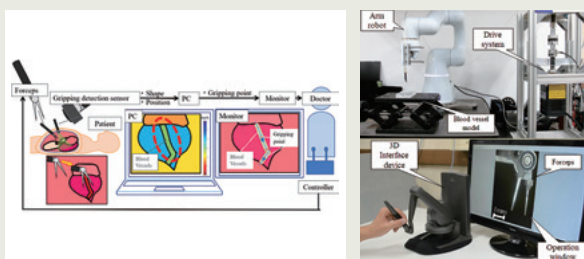 Forceps
Gripping detection sensor
• Shape
• Position
PC
• Gripping point
Monitor
Doctor
Patient
PC
Blood
Vessels
Monitor
Gripping
point
Blood
Vessels
Controller
Arm
robot
Drive
system
Blood vessel
model
3D
Interface
device
Forceps
Operation
window